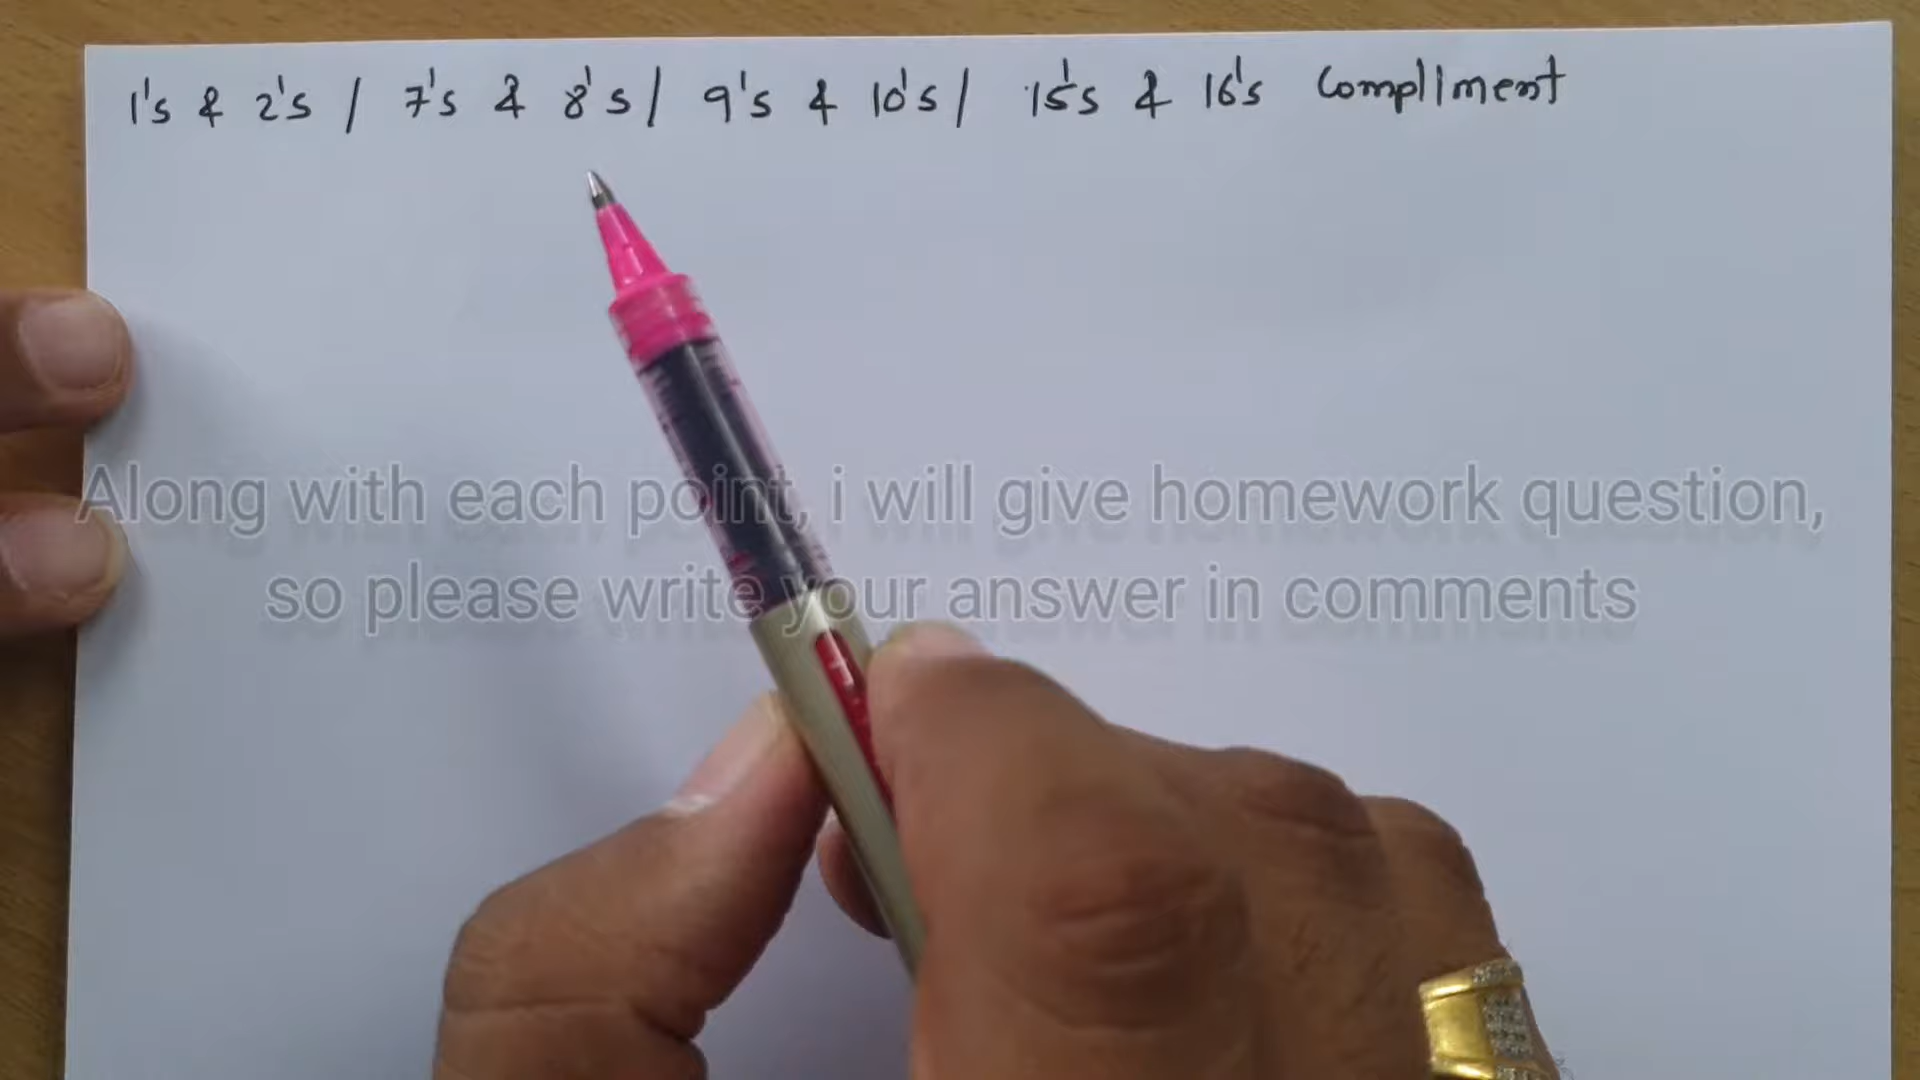 1's & 2's / 7's & 8's / 9's & 10's / 15's & 16's Compliment
Along with each point, i will give homework question,
so please write your answer in comments